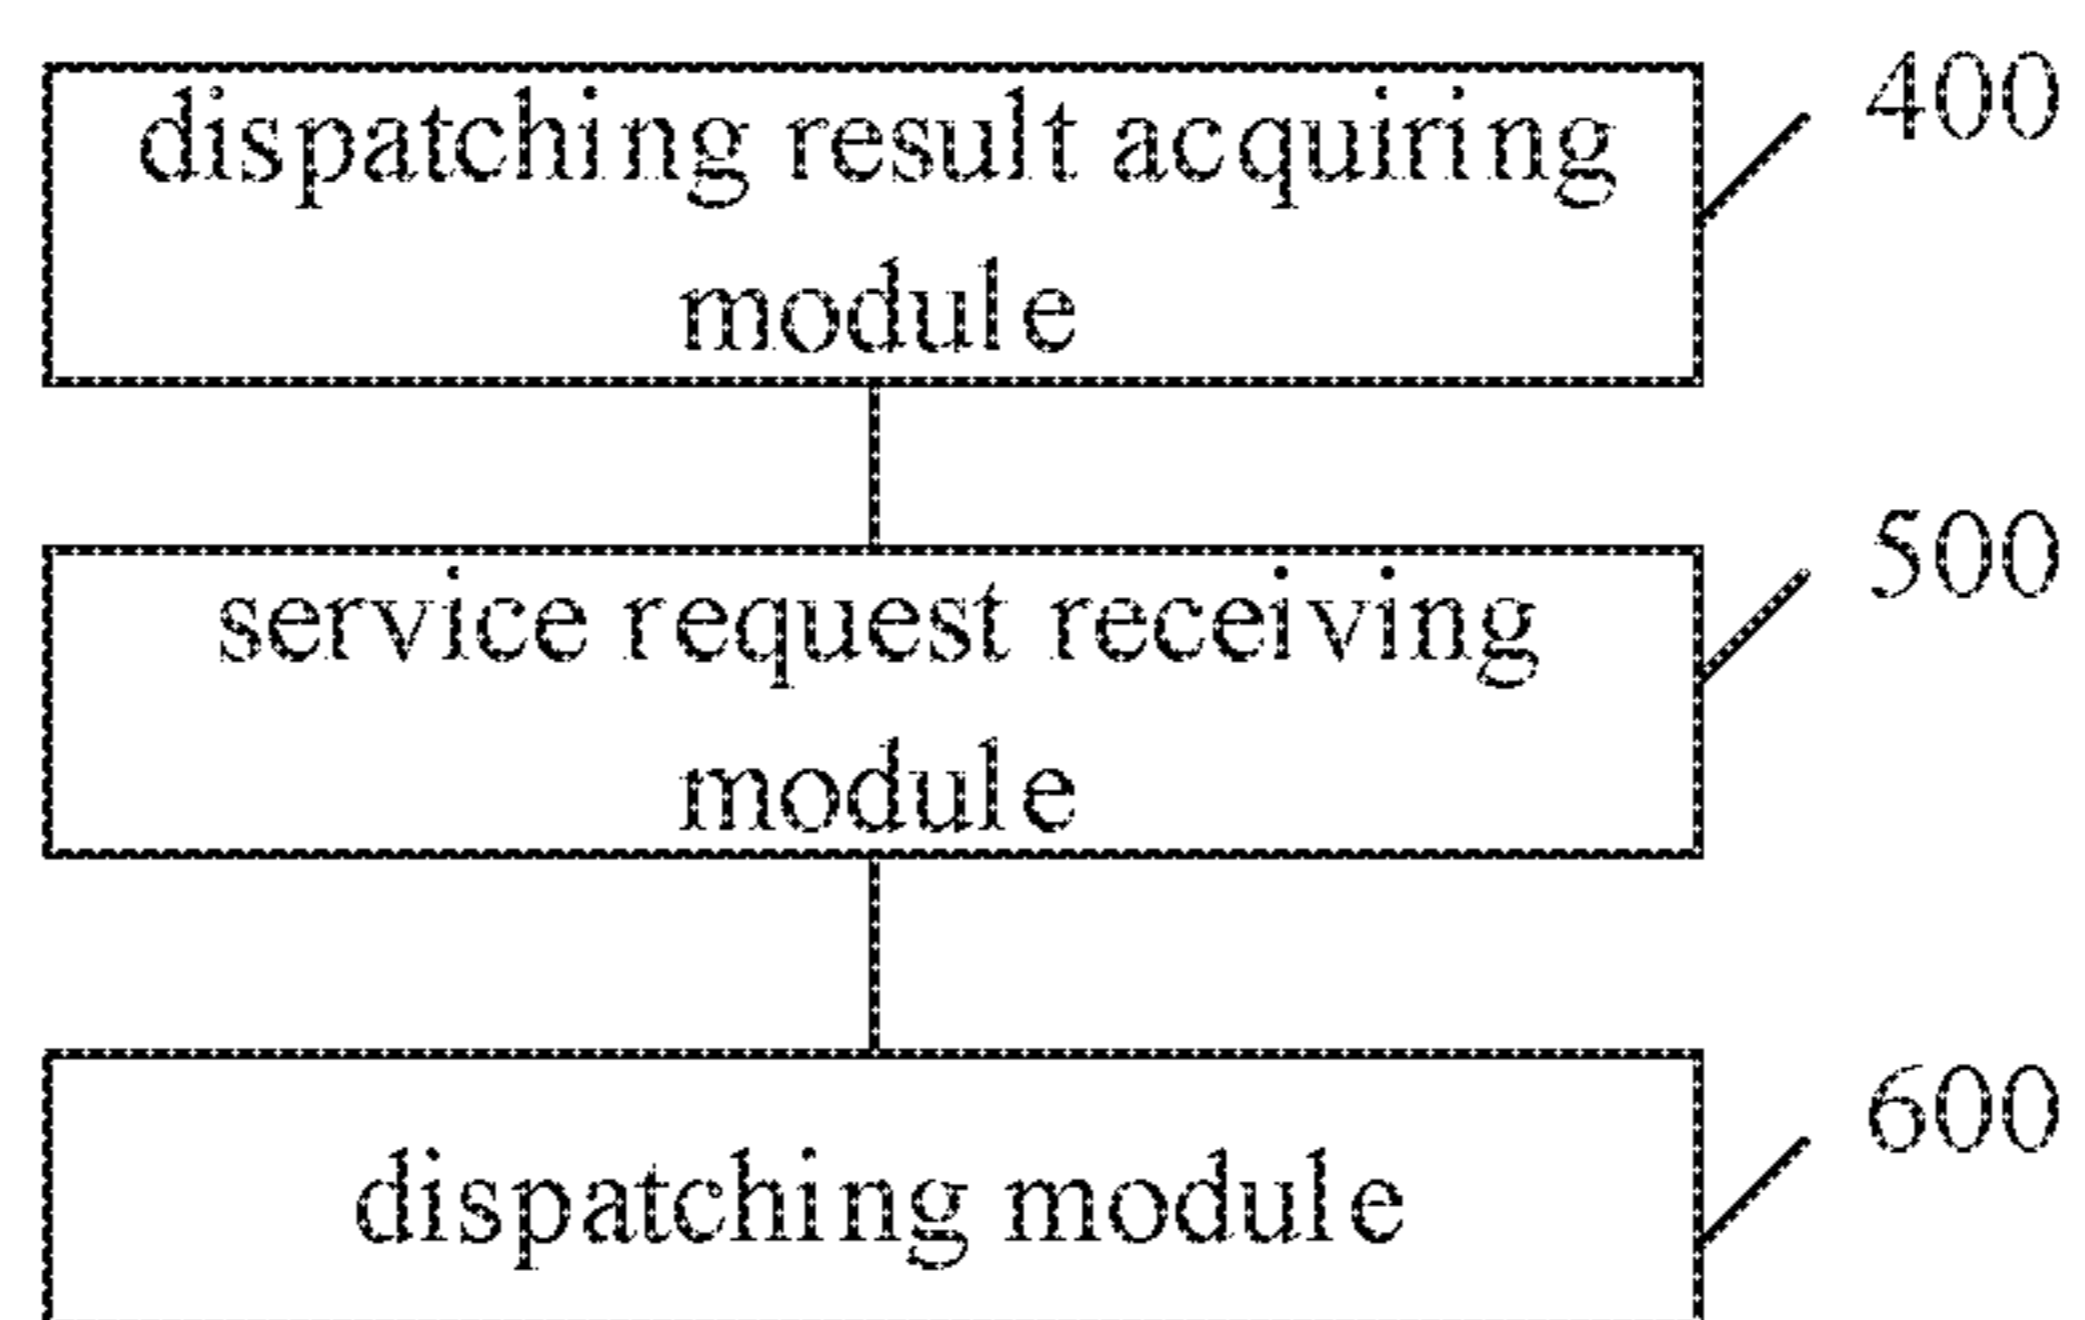 dispatching result acquiring
module
400
service request receiving
module
500
dispatching module
600